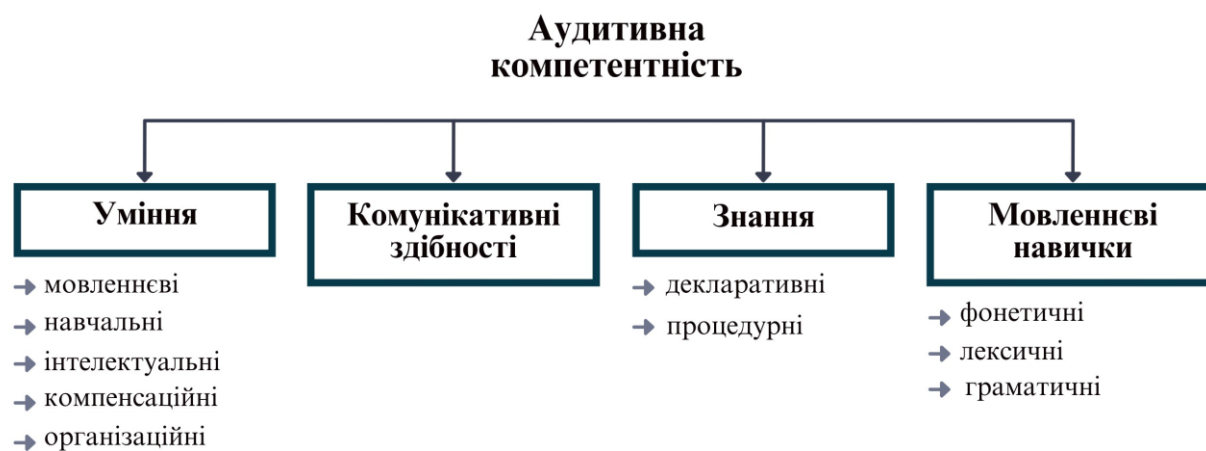 Аудитивна
компетентність
Уміння
мовленнєві
навчальні
інтелектуальні
компенсаційні
організаційні
Комунікативні
здібності
Знання
декларативні
процедурні
Мовленнєві
навички
фонетичні
лексичні
граматичні